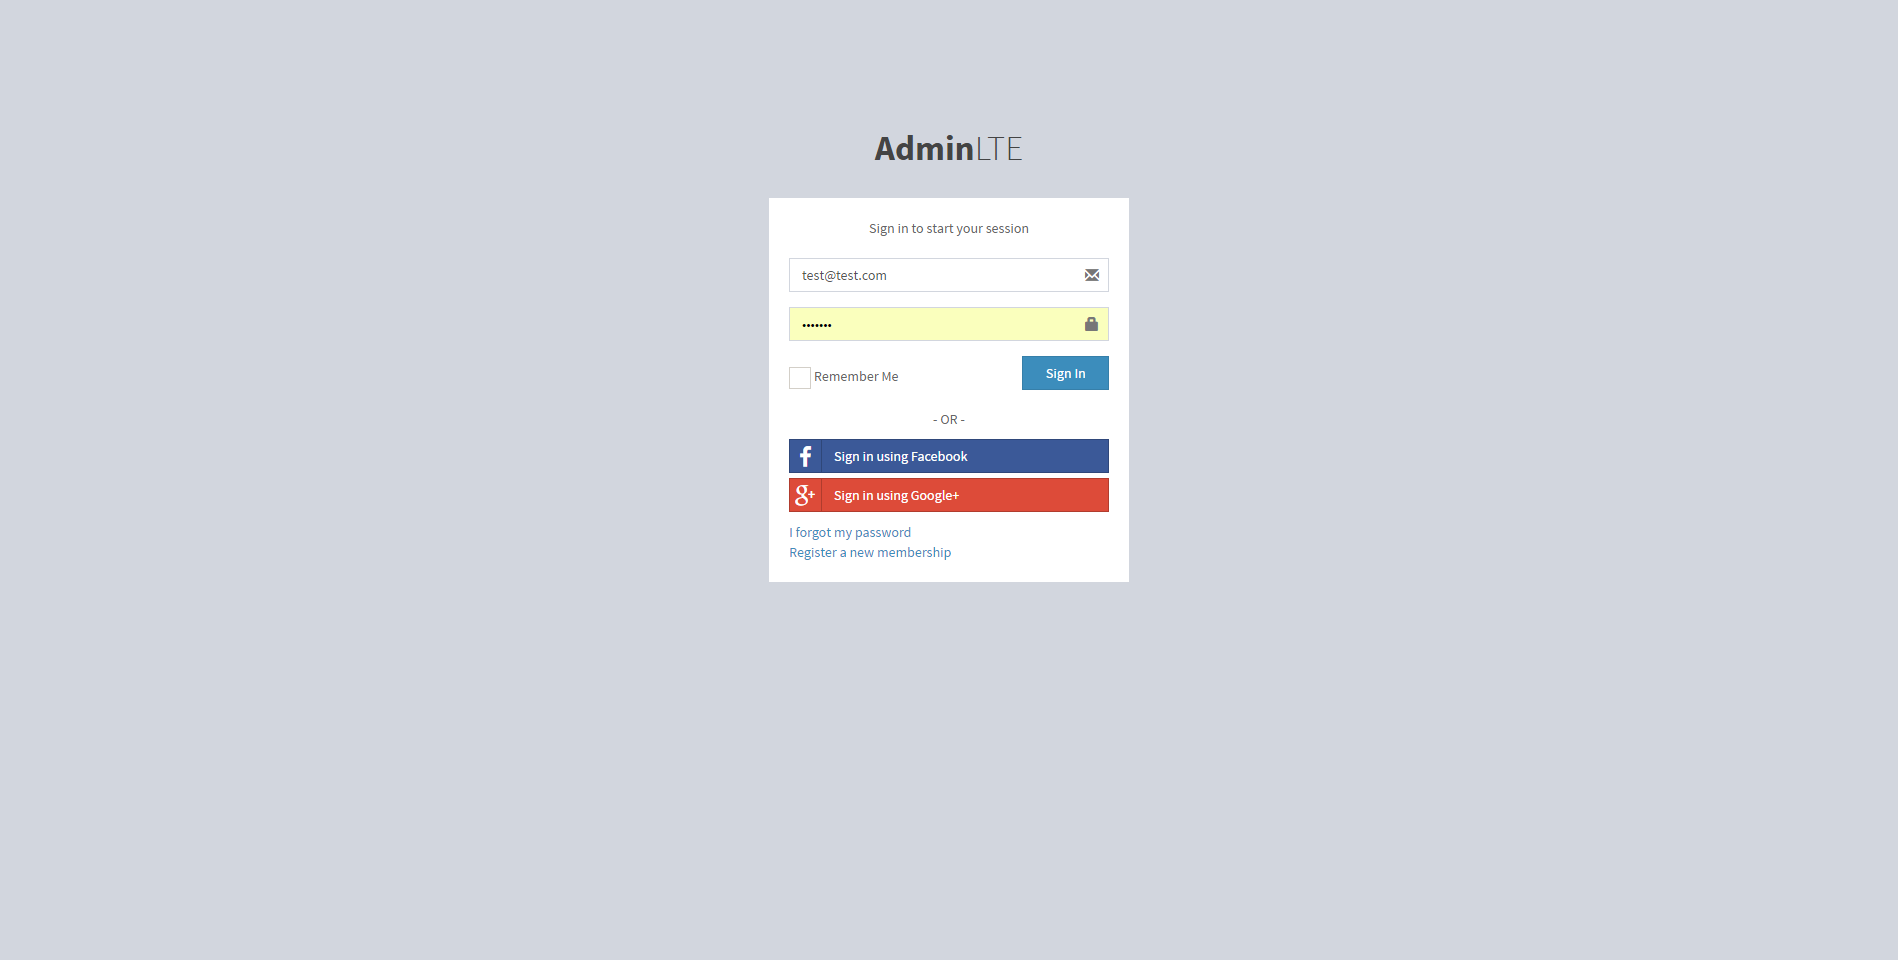 AdminLTE
Sign in to start your session
test@test.com
•••••••
Remember Me
Sign In
- OR -
f Sign in using Facebook
g+ Sign in using Google+
I forgot my password
Register a new membership